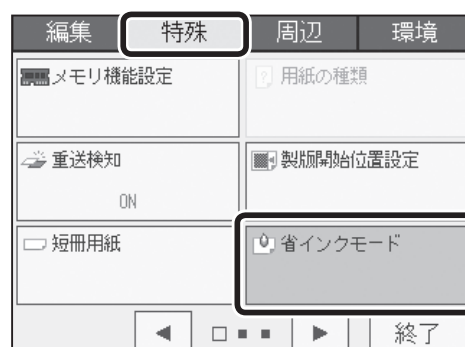 編集 特殊 周辺 環境
メモリ機能設定 用紙の種類
重送検知 製版開始位置設定
ON
短冊用紙 省インクモード
終了